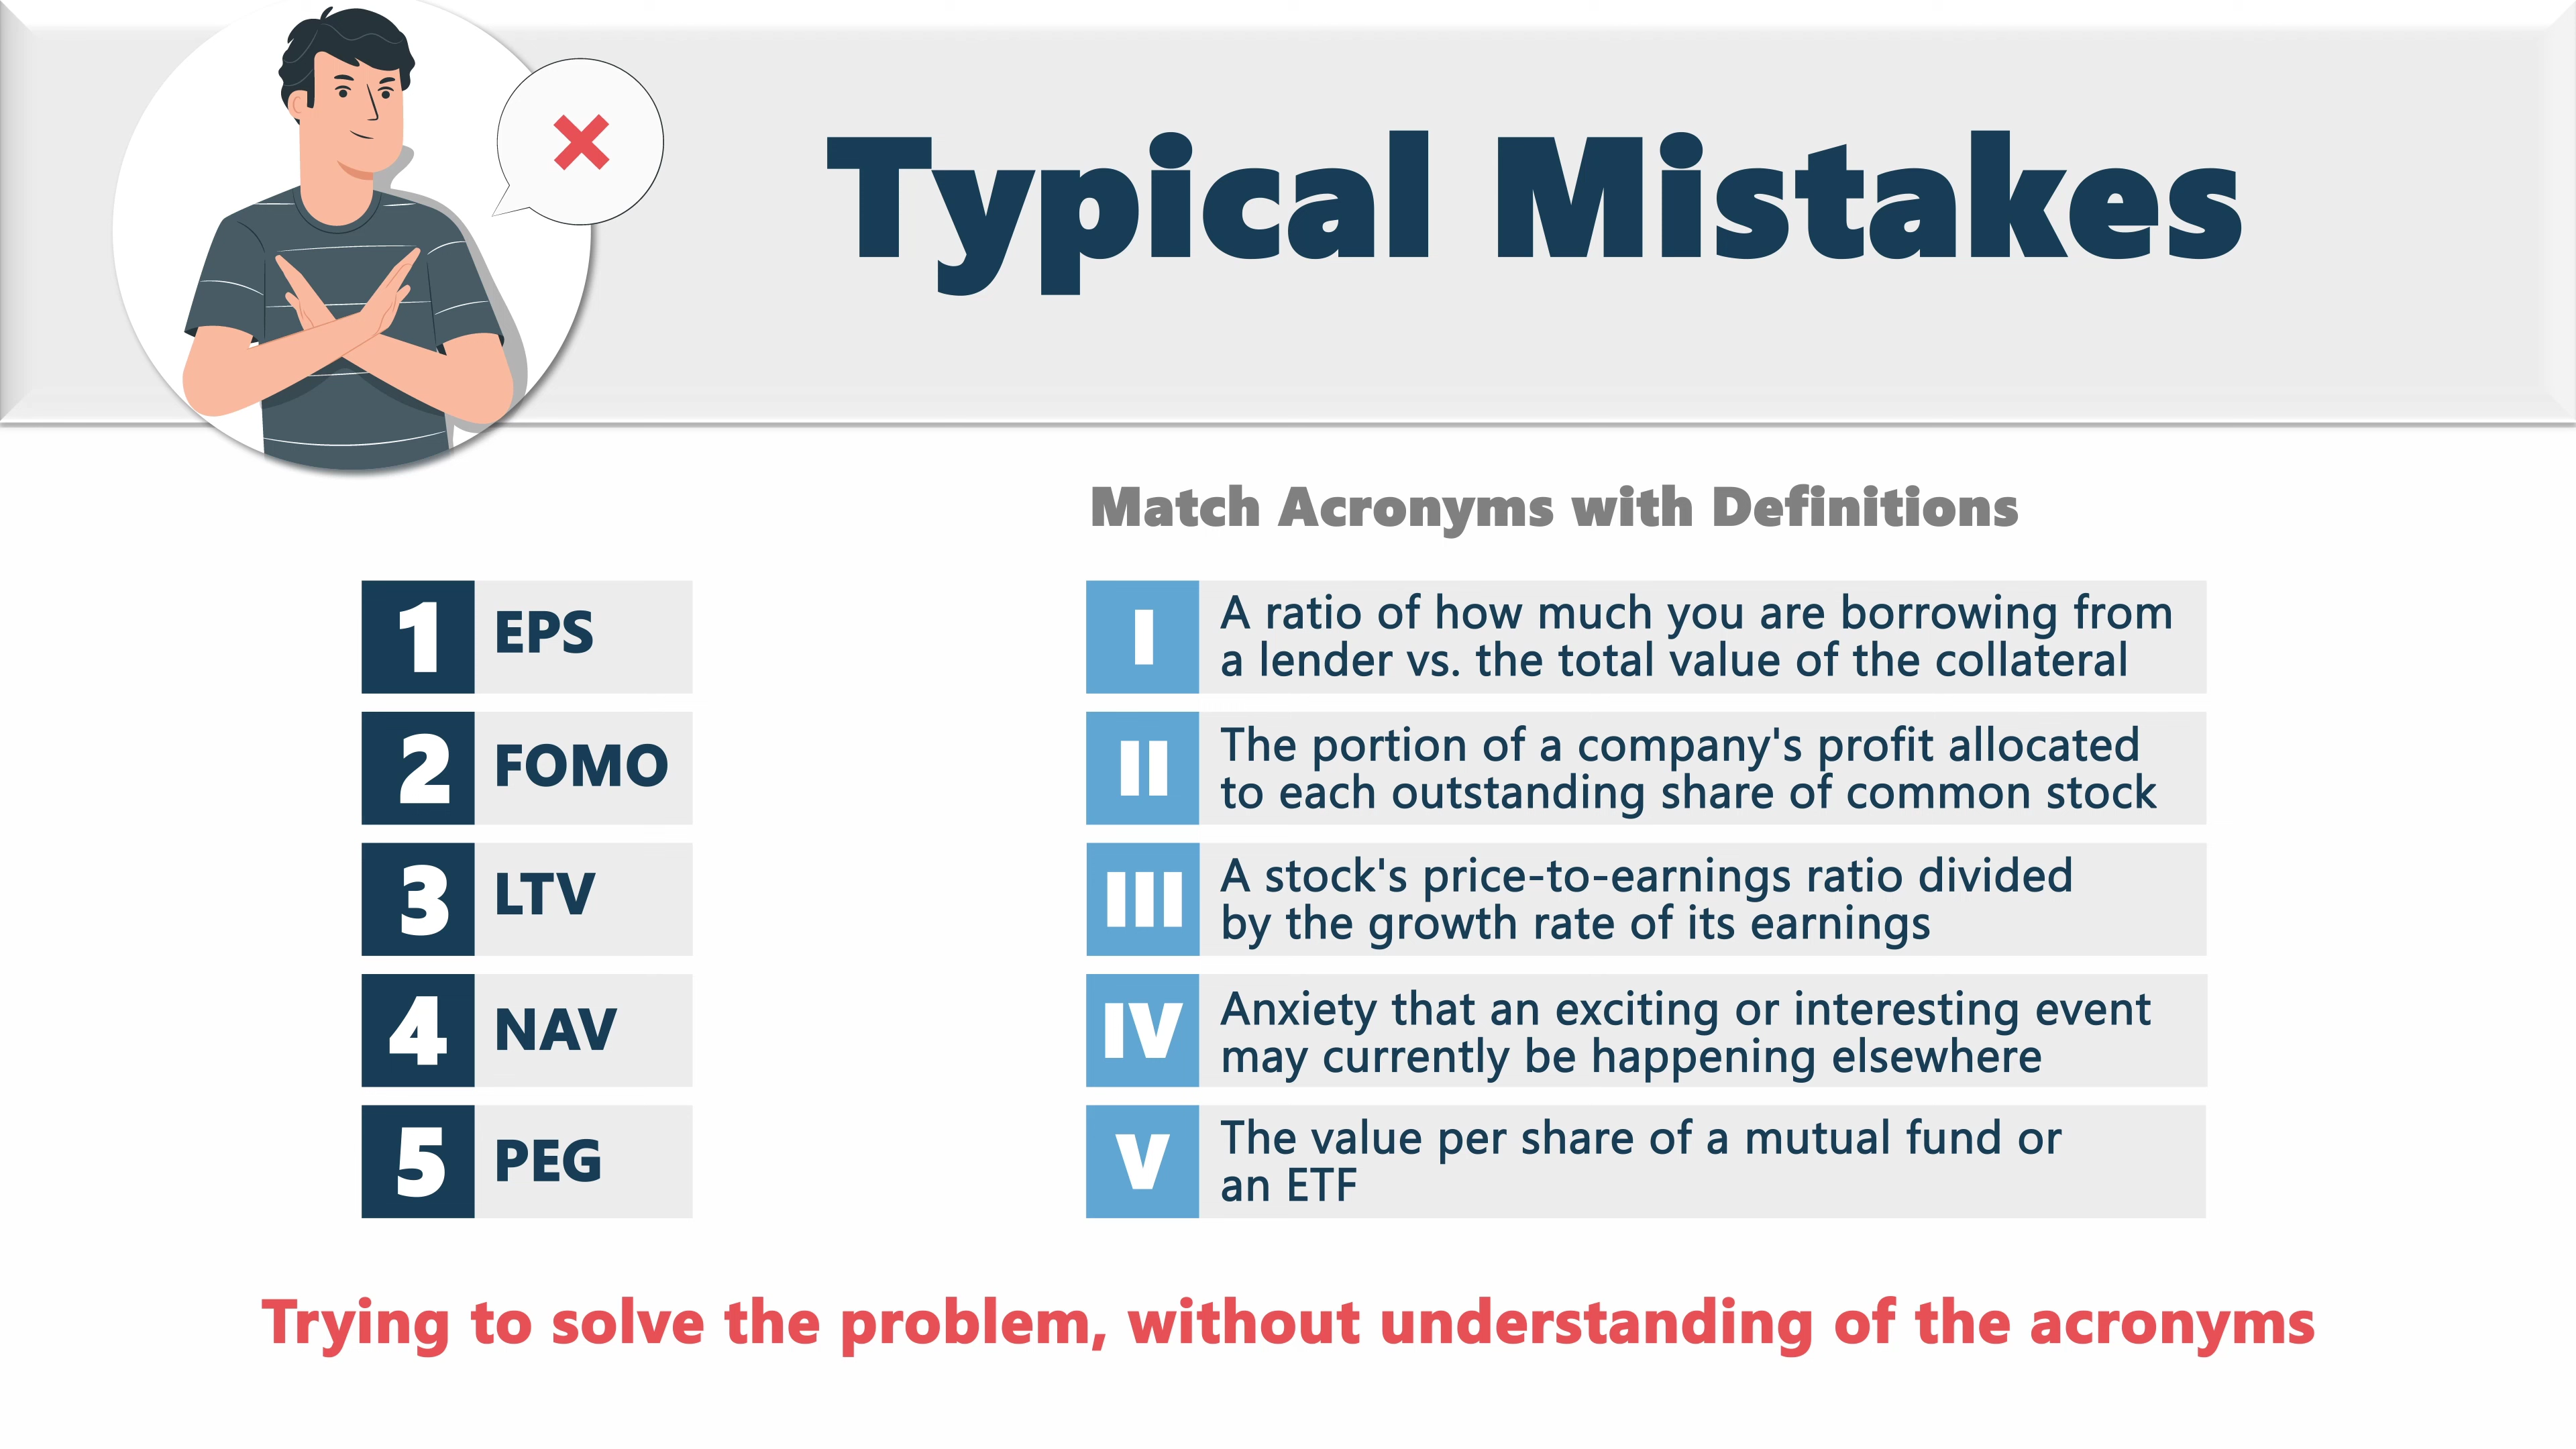 Typical Mistakes
Match Acronyms with Definitions
1 EPS
2 FOMO
3 LTV
4 NAV
5 PEG
I A ratio of how much you are borrowing from
a lender vs. the total value of the collateral
II The portion of a company's profit allocated
to each outstanding share of common stock
III A stock's price-to-earnings ratio divided
by the growth rate of its earnings
IV Anxiety that an exciting or interesting event
may currently be happening elsewhere
V The value per share of a mutual fund or
an ETF
Trying to solve the problem, without understanding of the acronyms